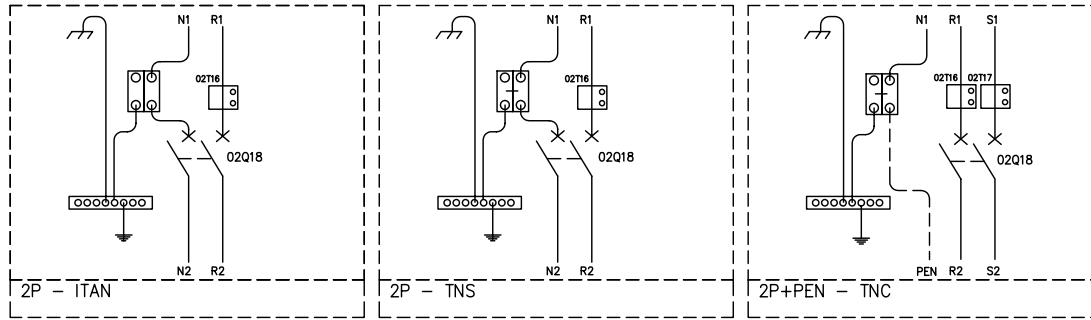 N1 R1
02T16
02Q18
N2 R2
2P - ITAN
N1 R1
02T16
02Q18
N2 R2
2P - TNS
N1 R1 S1
02T16 02T17
02Q18
PEN R2 S2
2P+PEN - TNC